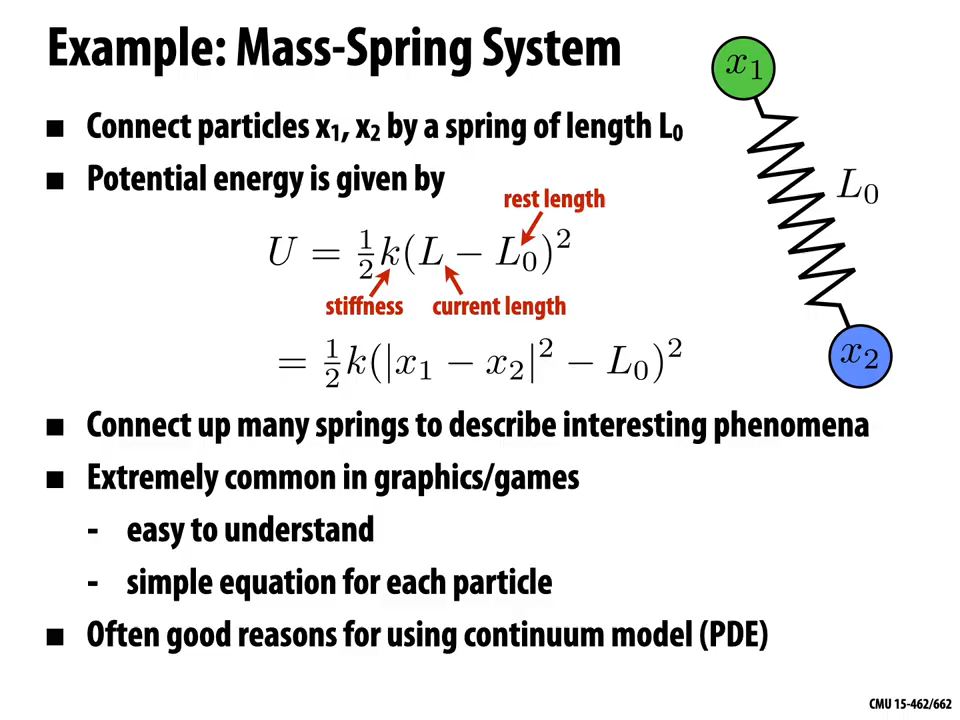 Example: Mass-Spring System
x₁
■ Connect particles x₁, x₂ by a spring of length L₀
■ Potential energy is given by
rest length
L₀
U = ½k(L − L₀)²
stiffness current length
= ½k(|x₁ − x₂|² − L₀)²
x₂
■ Connect up many springs to describe interesting phenomena
■ Extremely common in graphics/games
- easy to understand
- simple equation for each particle
■ Often good reasons for using continuum model (PDE)
CMU 15-462/662